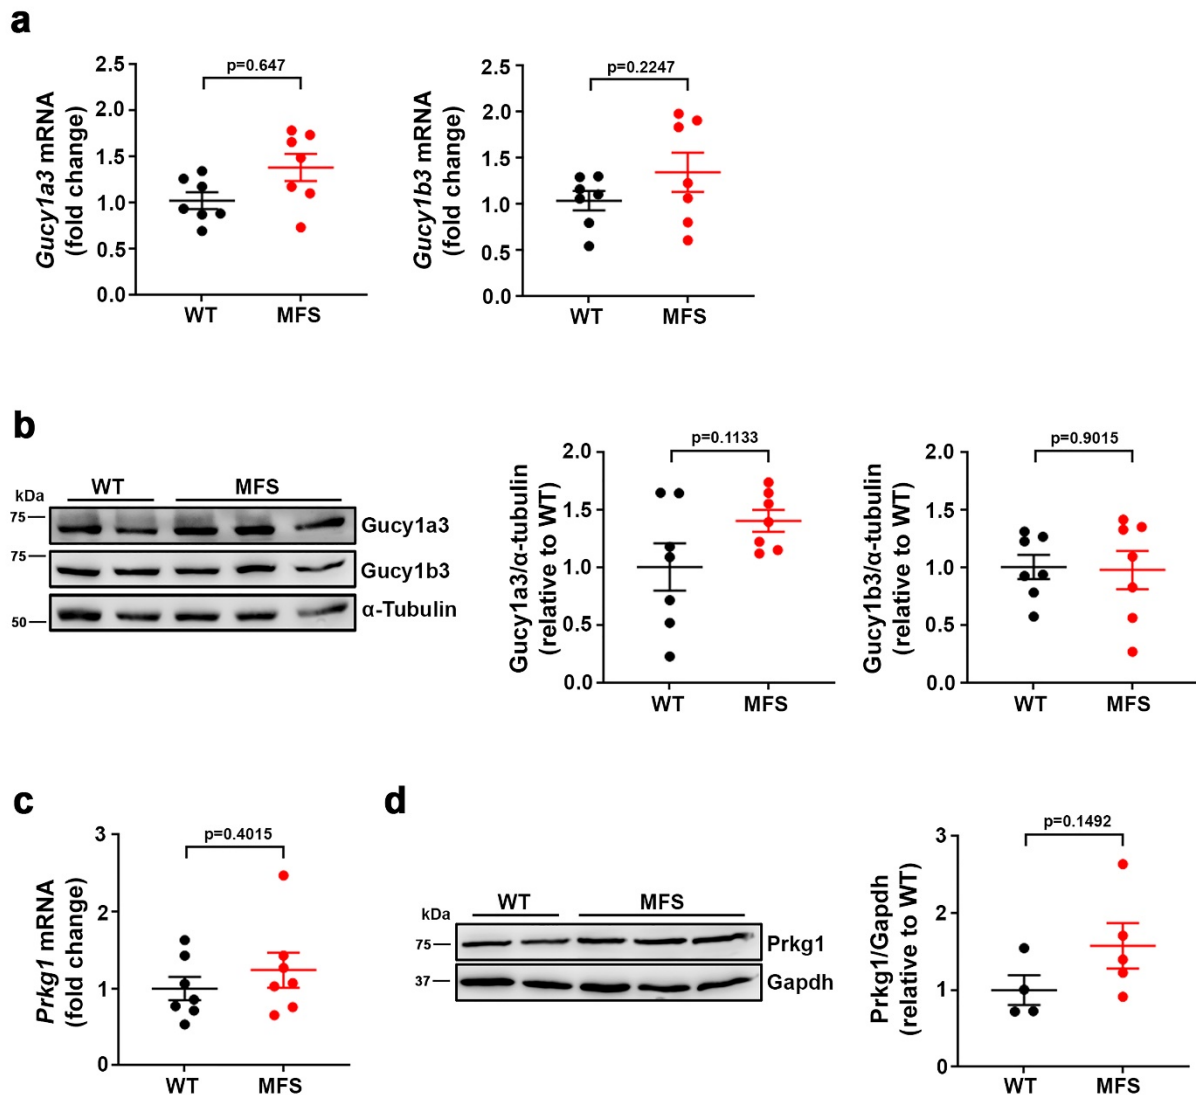 a
p=0.647
Gucy1a3 mRNA
(fold change)
2.5
2.0
1.5
1.0
0.5
0.0
WT MFS
p=0.2247
Gucy1b3 mRNA
(fold change)
2.5
2.0
1.5
1.0
0.5
0.0
WT MFS
b
kDa
WT MFS
75
Gucy1a3
75
Gucy1b3
α-Tubulin
50
p=0.1133
Gucy1a3/α-tubulin
(relative to WT)
2.0
1.5
1.0
0.5
0.0
WT MFS
p=0.9015
Gucy1b3/α-tubulin
(relative to WT)
2.0
1.5
1.0
0.5
0.0
WT MFS
c
p=0.4015
Prkg1 mRNA
(fold change)
3
2
1
0
WT MFS
d
kDa
WT MFS
75
Prkg1
37
Gapdh
p=0.1492
Prkg1/Gapdh
(relative to WT)
3
2
1
0
WT MFS